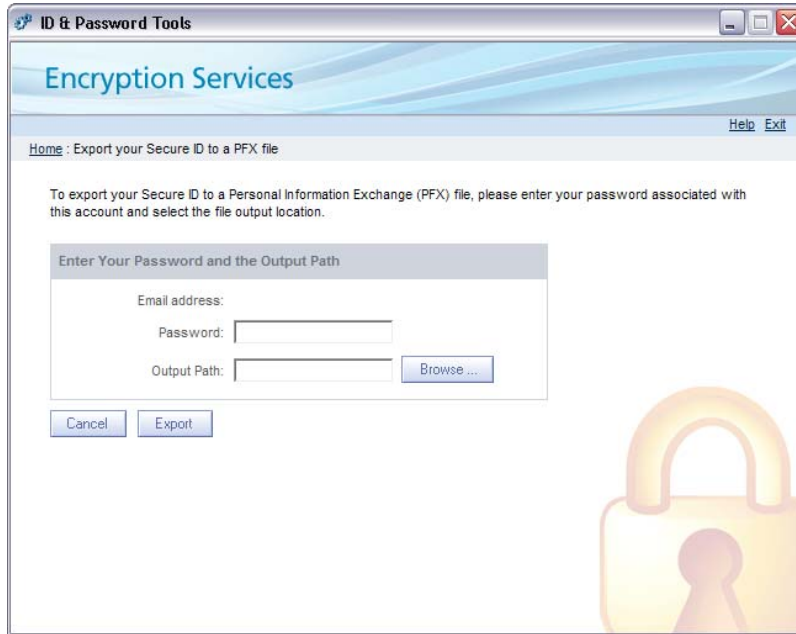 ID & Password Tools
Encryption Services
Help Exit
Home : Export your Secure ID to a PFX file
To export your Secure ID to a Personal Information Exchange (PFX) file, please enter your password associated with
this account and select the file output location.
Enter Your Password and the Output Path
Email address:
Password:
Output Path:
Browse ...
Cancel
Export